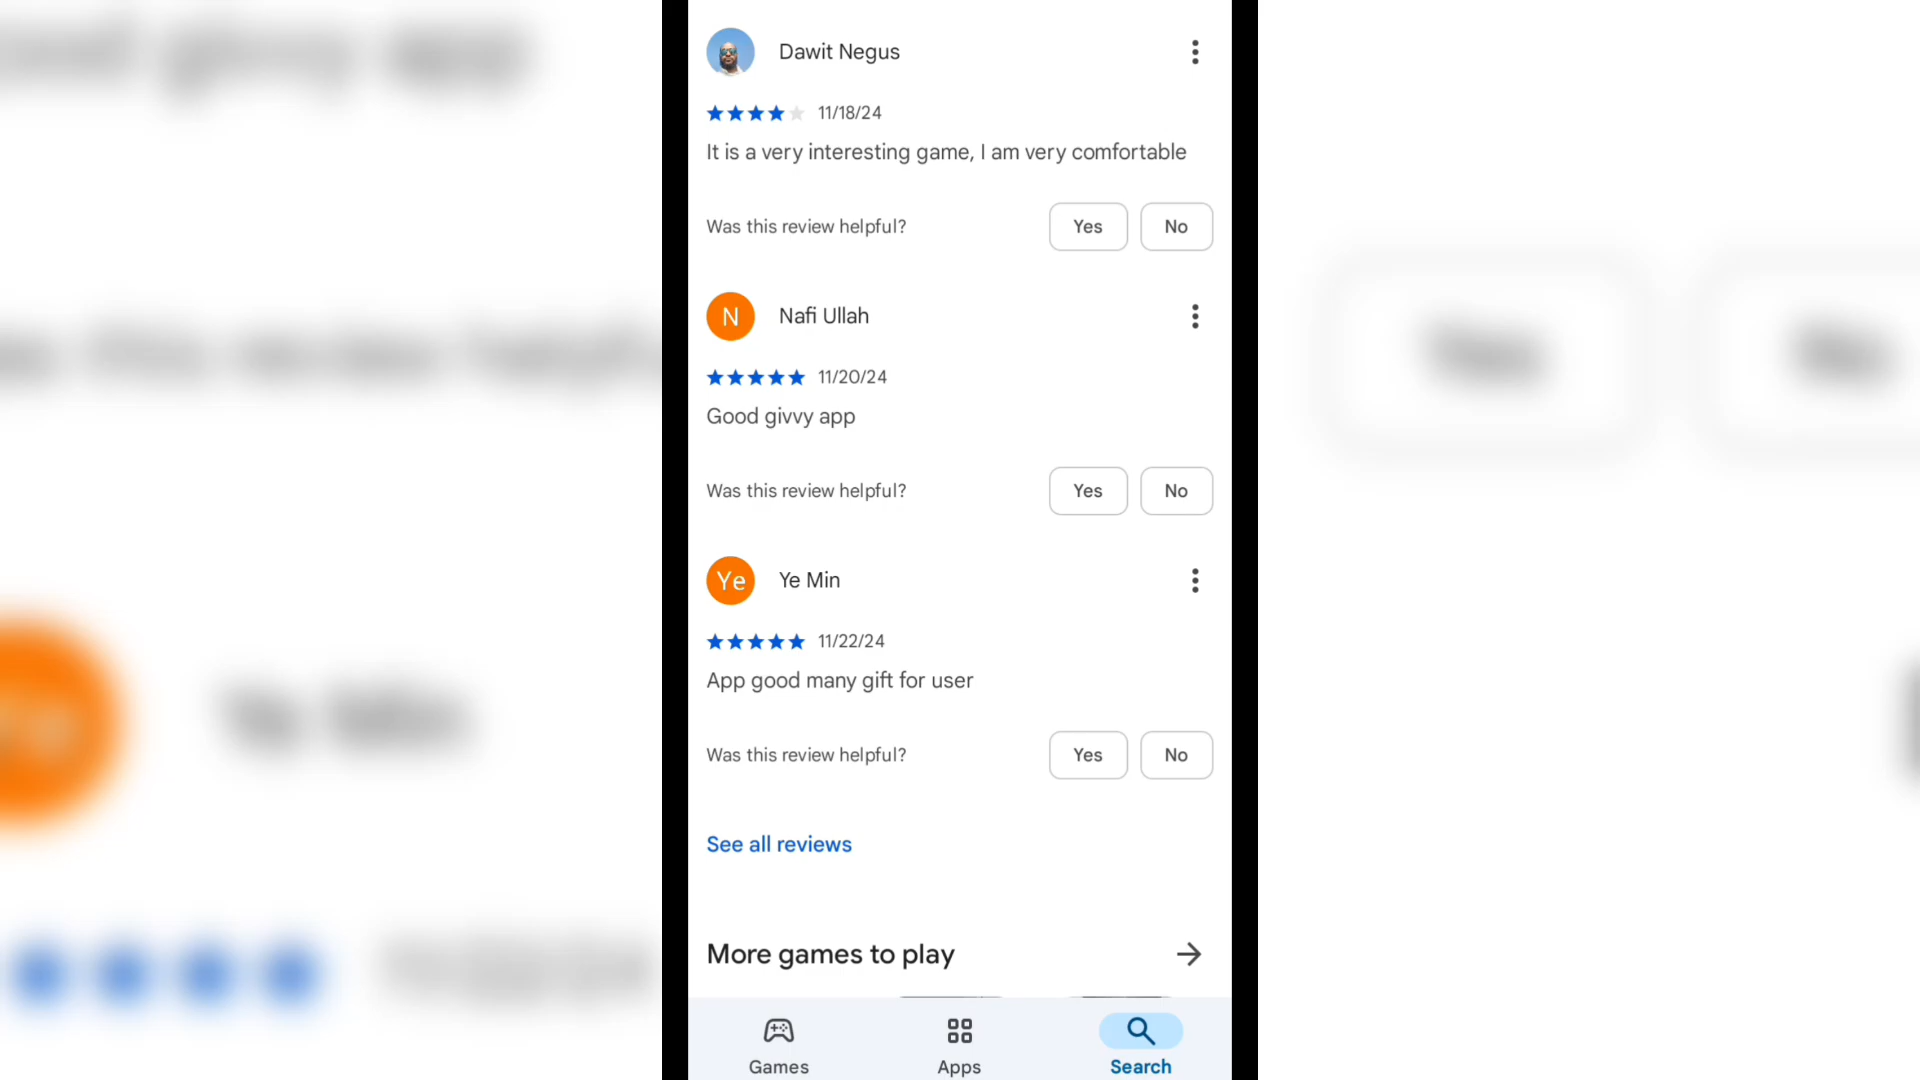 Dawit Negus
11/18/24
It is a very interesting game, I am very comfortable
Was this review helpful?
Yes
No
N
Nafi Ullah
11/20/24
Good givvy app
Was this review helpful?
Yes
No
Ye
Ye Min
11/22/24
App good many gift for user
Was this review helpful?
Yes
No
See all reviews
More games to play
Games
Apps
Search